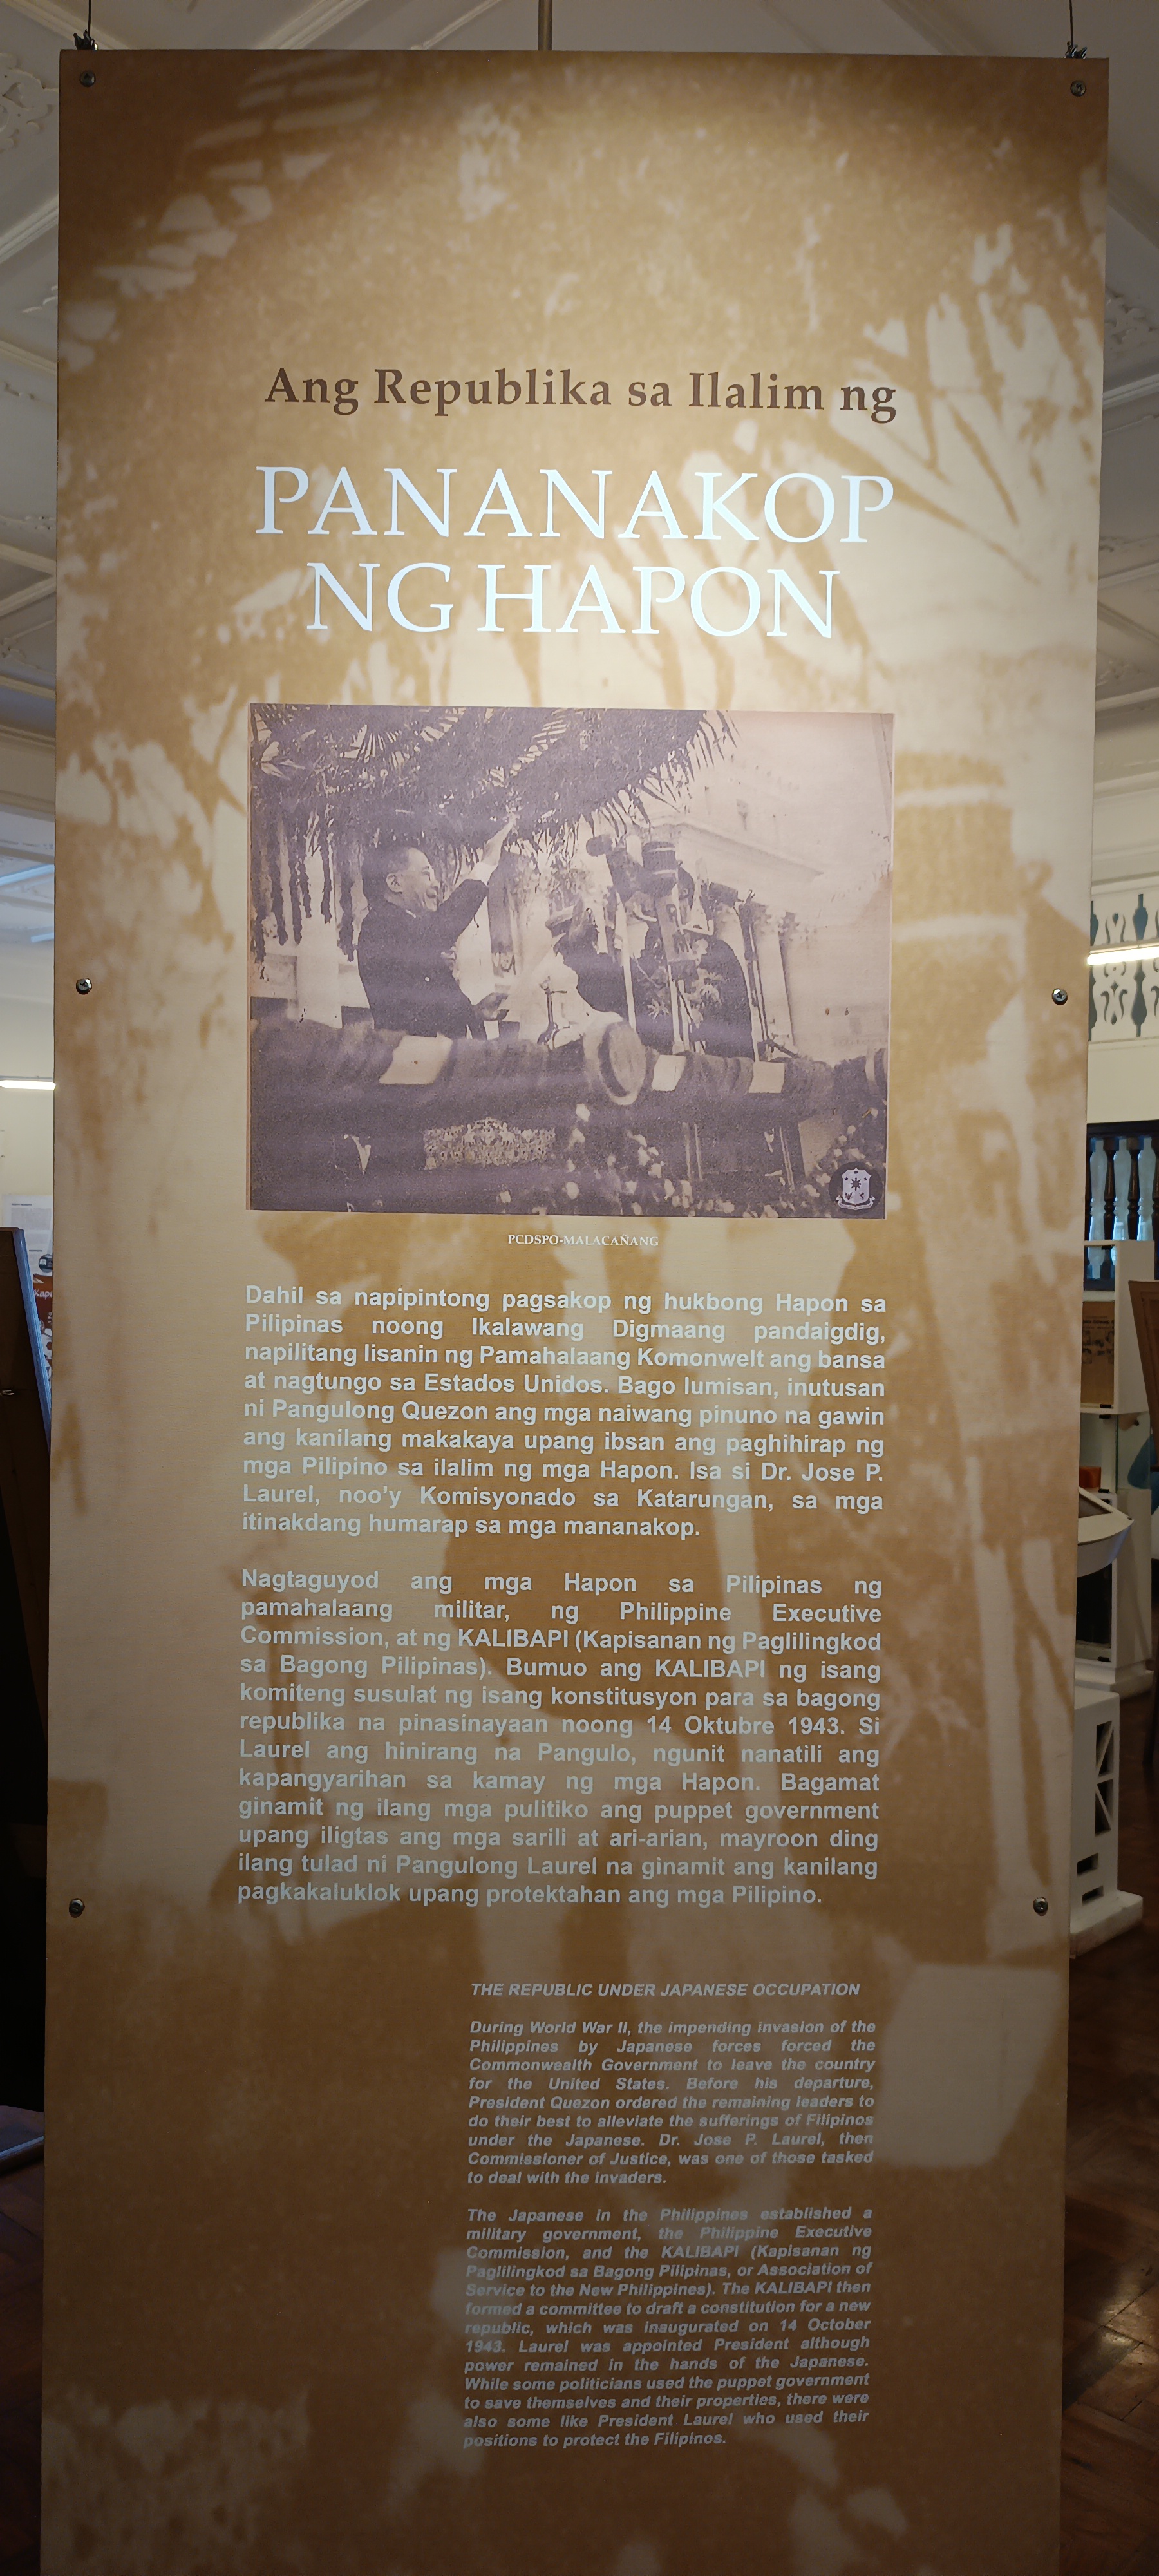 Ang Republika sa Ilalim ng
PANANAKOP
NG HAPON
PCDSPO-MALACAÑANG
Dahil sa napipintong pagsakop ng hukbong Hapon sa
Pilipinas noong Ikalawang Digmaang pandaigdig,
napilitang lisanin ng Pamahalaang Komonwelt ang bansa
at nagtungo sa Estados Unidos. Bago lumisan, inutusan
ni Pangulong Quezon ang mga naiwang pinuno na gawin
ang kanilang makakaya upang ibsan ang paghihirap ng
mga Pilipino sa ilalim ng mga Hapon. Isa si Dr. Jose P.
Laurel, noo’y Komisyonado sa Katarungan, sa mga
itinakdang humarap sa mga mananakop.
Nagtaguyod ang mga Hapon sa Pilipinas ng
pamahalaang militar, ng Philippine Executive
Commission, at ng KALIBAPI (Kapisanan ng Paglilingkod
sa Bagong Pilipinas). Bumuo ang KALIBAPI ng isang
komiteng susulat ng isang konstitusyon para sa bagong
republika na pinasinayaan noong 14 Oktubre 1943. Si
Laurel ang hinirang na Pangulo, ngunit nanatili ang
kapangyarihan sa kamay ng mga Hapon. Bagamat
ginamit ng ilang mga pulitiko ang puppet government
upang iligtas ang mga sarili at ari-arian, mayroon ding
ilang tulad ni Pangulong Laurel na ginamit ang kanilang
pagkakaluklok upang protektahan ang mga Pilipino.
THE REPUBLIC UNDER JAPANESE OCCUPATION
During World War II, the impending invasion of the
Philippines by Japanese forces forced the
Commonwealth Government to leave the country
for the United States. Before his departure,
President Quezon ordered the remaining leaders to
do their best to alleviate the sufferings of Filipinos
under the Japanese. Dr. Jose P. Laurel, then
Commissioner of Justice, was one of those tasked
to deal with the invaders.
The Japanese in the Philippines established a
military government, the Philippine Executive
Commission, and the KALIBAPI (Kapisanan ng
Paglilingkod sa Bagong Pilipinas, or Association of
Service to the New Philippines). The KALIBAPI then
formed a committee to draft a constitution for a new
republic, which was inaugurated on 14 October
1943. Laurel was appointed President although
power remained in the hands of the Japanese.
While some politicians used the puppet government
to save themselves and their properties, there were
also some like President Laurel who used their
positions to protect the Filipinos.